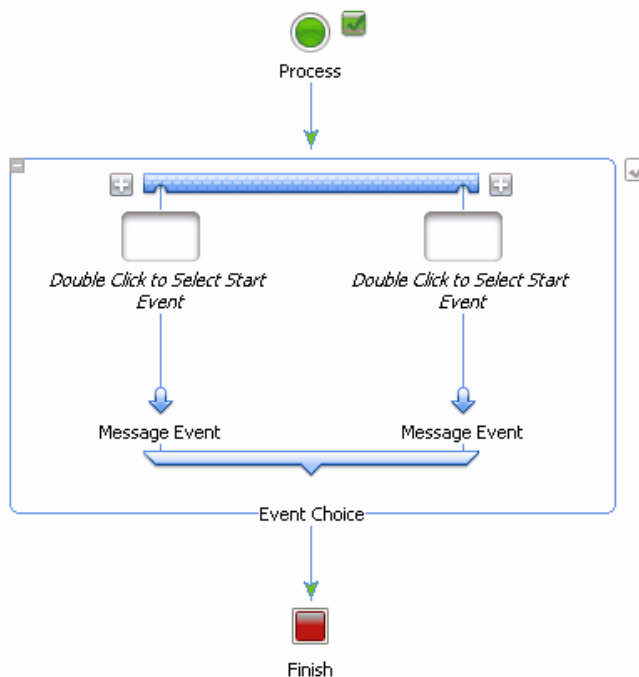 Process
Double Click to Select Start
Event
Double Click to Select Start
Event
Message Event
Message Event
Event Choice
Finish